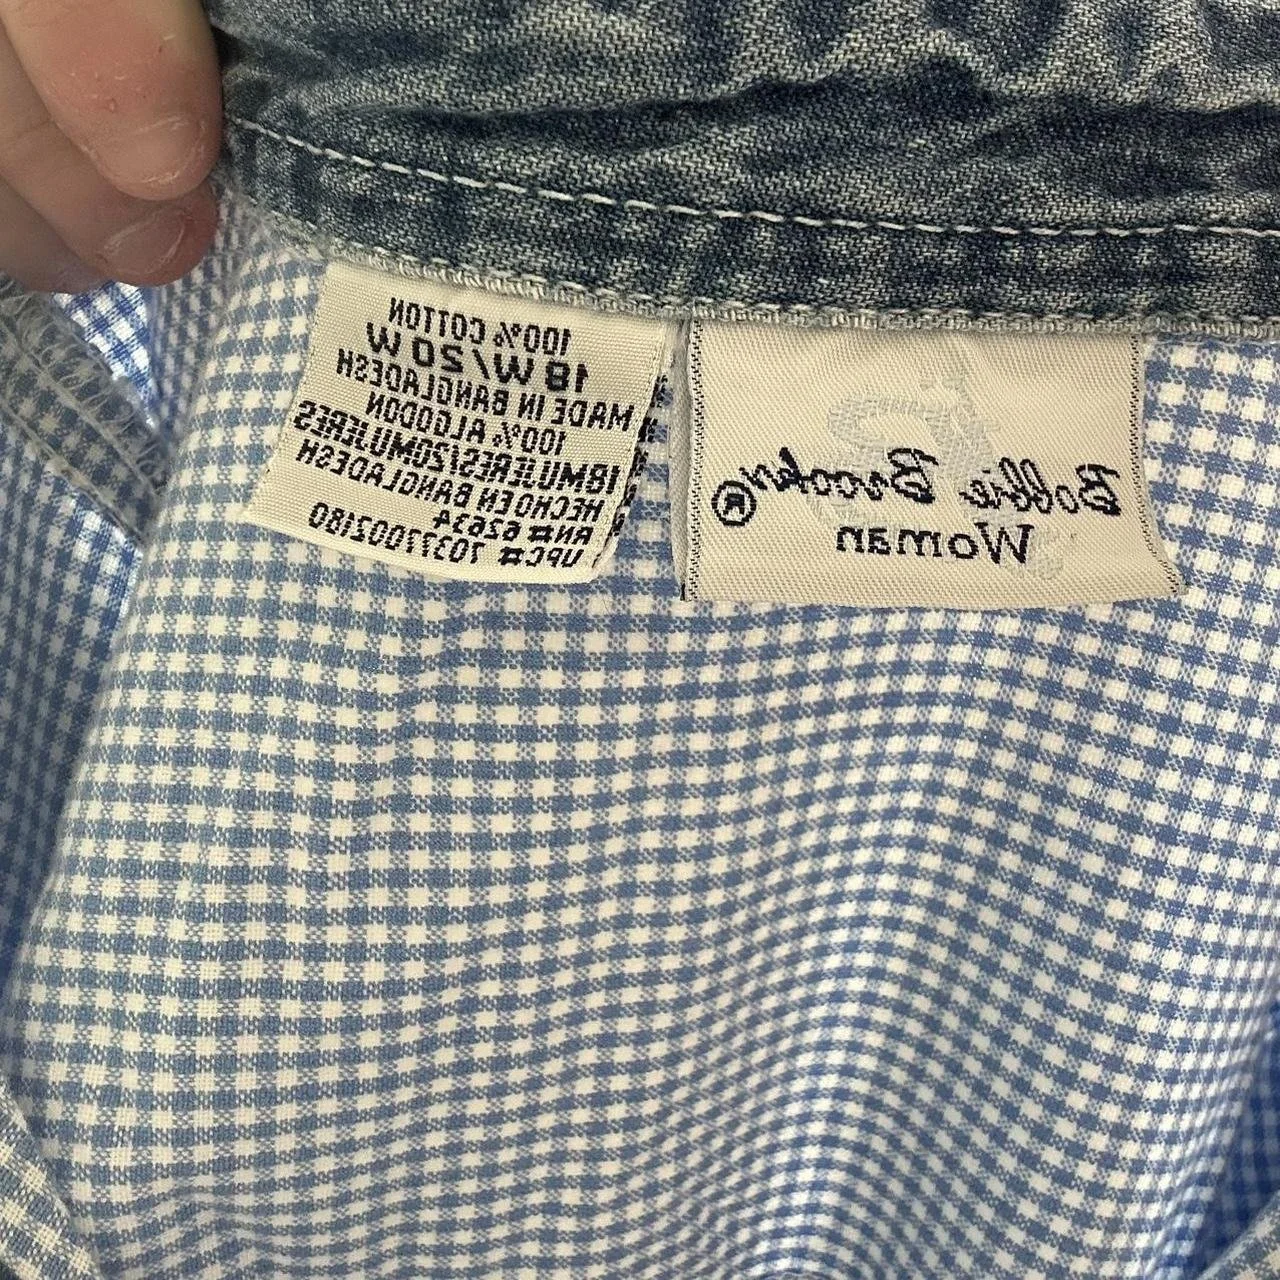 Bobbie Brooks®
Woman
100% COTTON
18 W/20 W
MADE IN BANGLADESH
100% ALGODON
18MUJERES/20MUJERES
HECHO EN BANGLADESH
RN# 62634
UPC# 70377002180